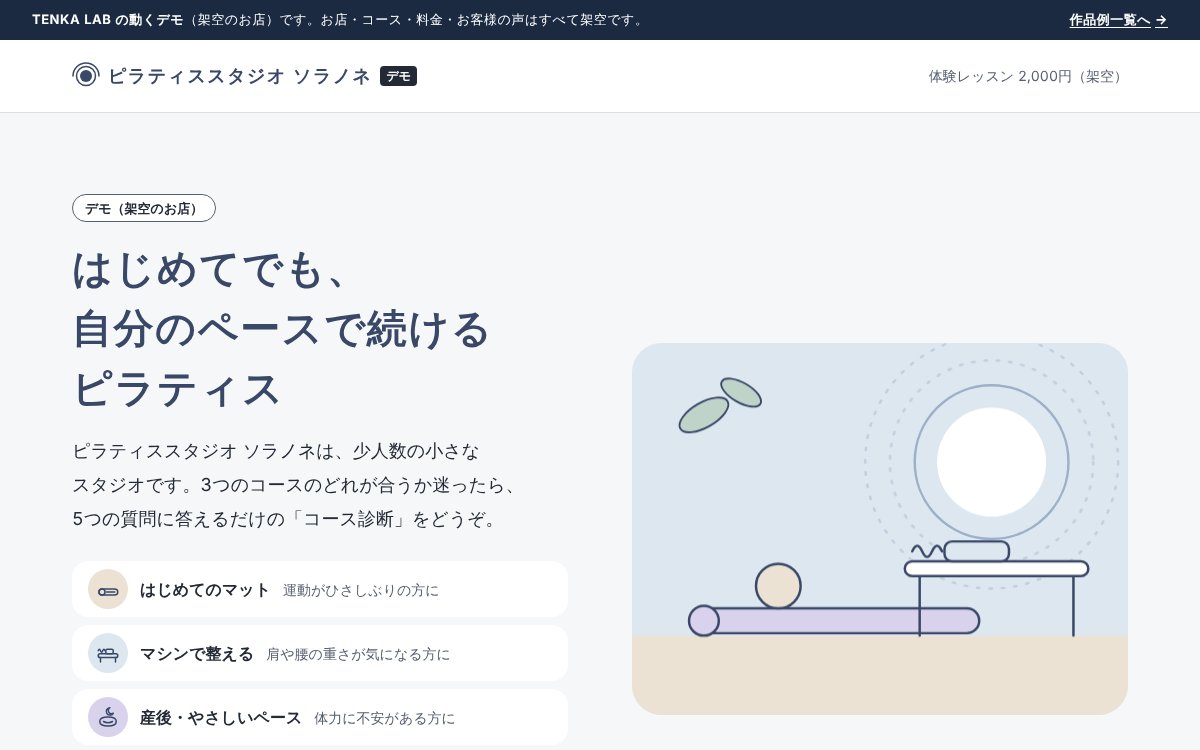 TENKA LAB の動くデモ（架空のお店）です。お店・コース・料金・お客様の声はすべて架空です。
作品例一覧へ →
ピラティススタジオ ソラノネ デモ
体験レッスン 2,000円（架空）
デモ（架空のお店）
はじめてでも、
自分のペースで続ける
ピラティス
ピラティススタジオ ソラノネは、少人数の小さな
スタジオです。3つのコースのどれが合うか迷ったら、
5つの質問に答えるだけの「コース診断」をどうぞ。
はじめてのマット 運動がひさしぶりの方に
マシンで整える 肩や腰の重さが気になる方に
産後・やさしいペース 体力に不安がある方に